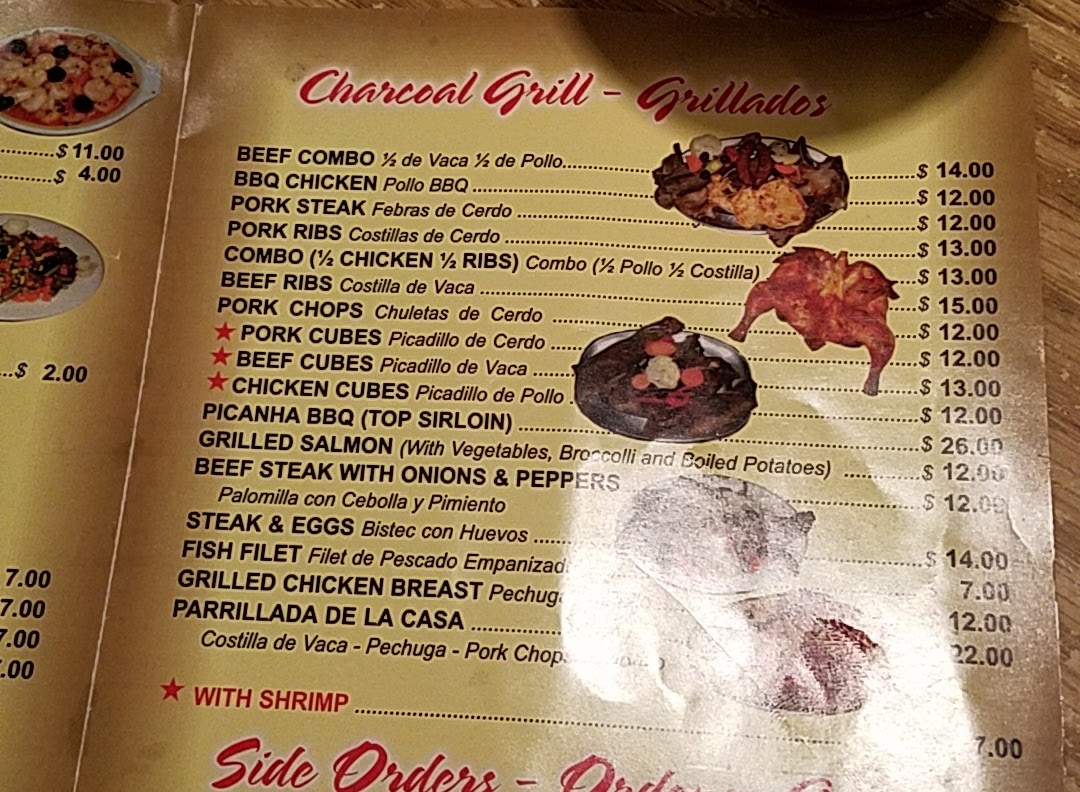 $ 11.00
$ 4.00
$ 2.00
7.00
7.00
7.00
.00
Charcoal Grill - Grillados
BEEF COMBO ½ de Vaca ½ de Pollo $ 14.00
BBQ CHICKEN Pollo BBQ $ 12.00
PORK STEAK Febras de Cerdo $ 12.00
PORK RIBS Costillas de Cerdo $ 13.00
COMBO (½ CHICKEN ½ RIBS) Combo (½ Pollo ½ Costilla) $ 13.00
BEEF RIBS Costilla de Vaca $ 15.00
PORK CHOPS Chuletas de Cerdo $ 12.00
★ PORK CUBES Picadillo de Cerdo $ 12.00
★ BEEF CUBES Picadillo de Vaca $ 13.00
★ CHICKEN CUBES Picadillo de Pollo $ 12.00
PICANHA BBQ (TOP SIRLOIN) $ 26.00
GRILLED SALMON (With Vegetables, Broccolli and Boiled Potatoes) $ 12.00
BEEF STEAK WITH ONIONS & PEPPERS $ 12.00
Palomilla con Cebolla y Pimiento
STEAK & EGGS Bistec con Huevos $ 14.00
FISH FILET Filet de Pescado Empanizad 7.00
GRILLED CHICKEN BREAST Pechuga 12.00
PARRILLADA DE LA CASA 22.00
Costilla de Vaca - Pechuga - Pork Chops
★ WITH SHRIMP 7.00
Side Orders -